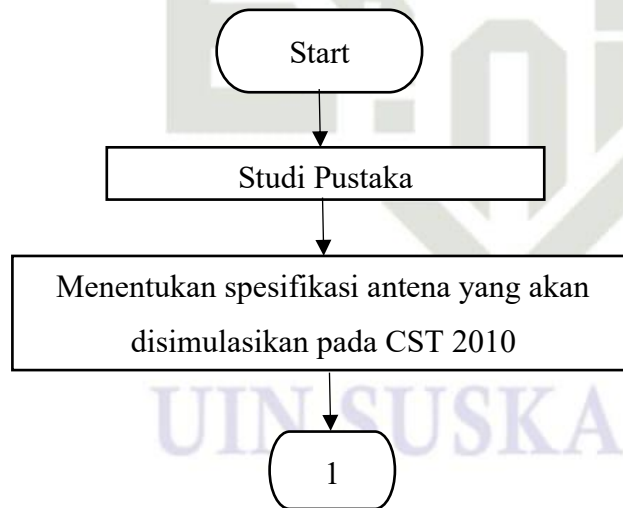 Start
Studi Pustaka
Menentukan spesifikasi antena yang akan
disimulasikan pada CST 2010
UIN SUSKA
1